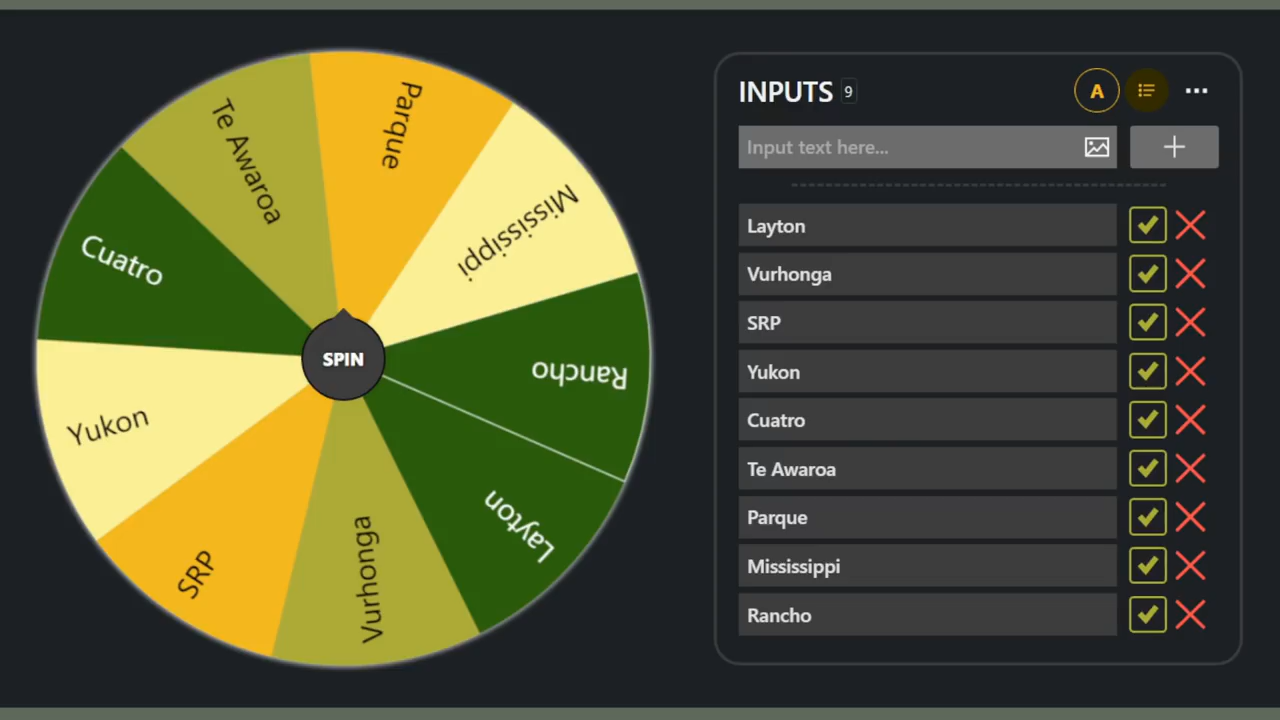 Parque
Te Awaroa
Mississippi
Cuatro
SPIN
Rancho
Yukon
Layton
SRP
Vurhonga
INPUTS 9
A
Input text here...
Layton
Vurhonga
SRP
Yukon
Cuatro
Te Awaroa
Parque
Mississippi
Rancho